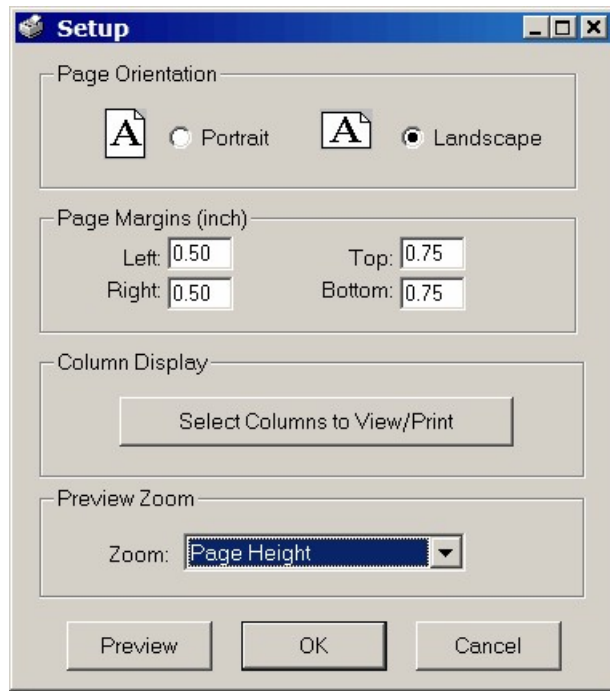 Setup
Page Orientation
A Portrait A Landscape
Page Margins (inch)
Left: 0.50 Top: 0.75
Right: 0.50 Bottom: 0.75
Column Display
Select Columns to View/Print
Preview Zoom
Zoom: Page Height
Preview OK Cancel